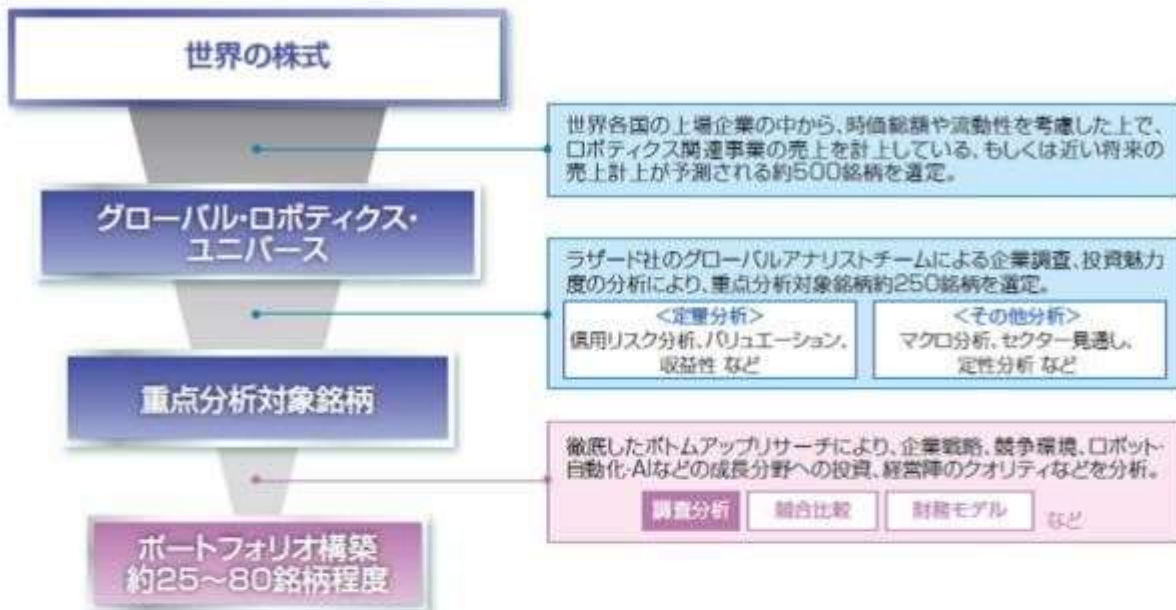 世界の株式
世界各国の上場企業の中から、時価総額や流動性を考慮した上で、
ロボティクス関連事業の売上を計上している、もしくは近い将来の
売上計上が予測される約500銘柄を選定。
グローバル・ロボティクス・
ユニバース
ラザード社のグローバルアナリストチームによる企業調査、投資魅力
度の分析により、重点分析対象銘柄約250銘柄を選定。
<定量分析>
信用リスク分析、バリュエーション、
収益性 など
<その他分析>
マクロ分析、セクター見通し、
定性分析 など
重点分析対象銘柄
徹底したボトムアップリサーチにより、企業戦略、競争環境、ロボット・
自動化・AIなどの成長分野への投資、経営陣のクオリティなどを分析。
調査分析
競合比較
財務モデル
など
ポートフォリオ構築
約25~80銘柄程度